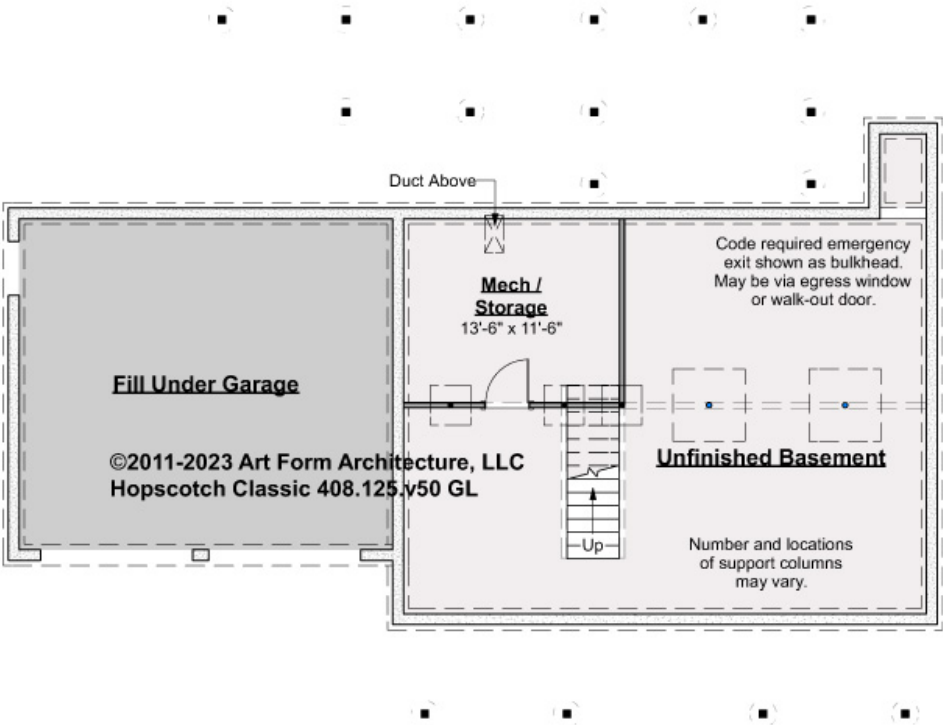 Duct Above
Code required emergency
exit shown as bulkhead.
May be via egress window
or walk-out door.
Mech /
Storage
13'-6" x 11'-6"
Fill Under Garage
©2011-2023 Art Form Architecture, LLC
Hopscotch Classic 408.125.v50 GL
Unfinished Basement
Up
Number and locations
of support columns
may vary.